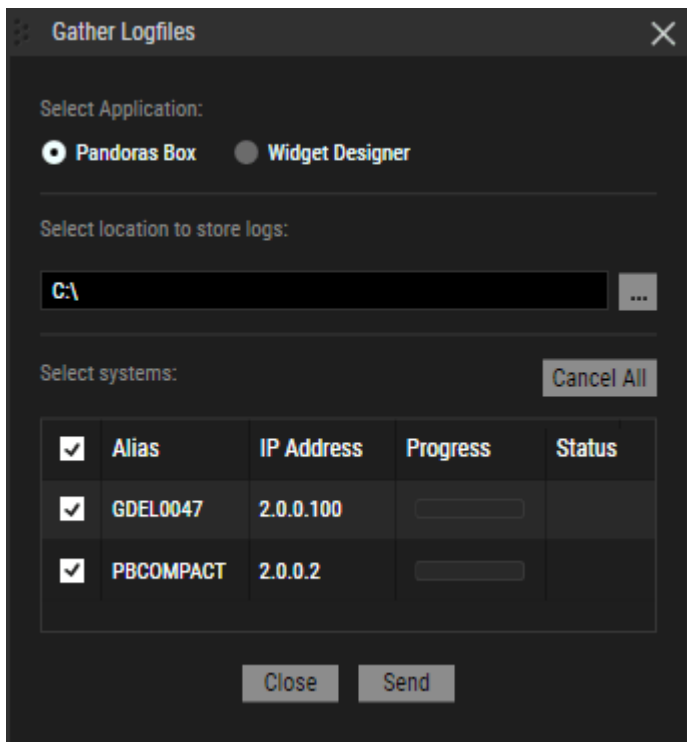 Gather Logfiles
Select Application:
Pandoras Box Widget Designer
Select location to store logs:
C:\ ...
Select systems: Cancel All
Alias IP Address Progress Status
GDEL0047 2.0.0.100
PBCOMPACT 2.0.0.2
Close Send